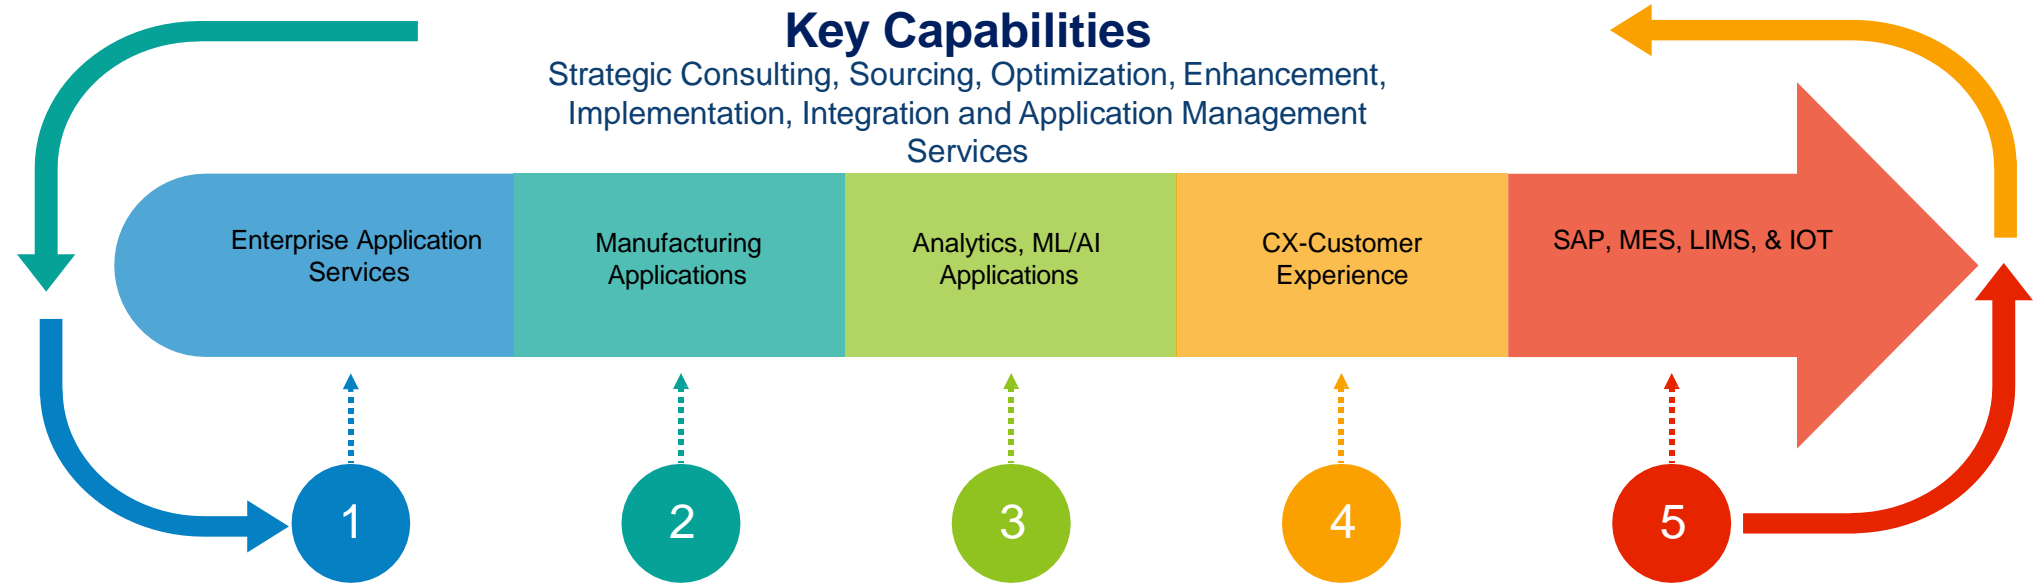 Key Capabilities
Strategic Consulting, Sourcing, Optimization, Enhancement,
Implementation, Integration and Application Management
Services
Enterprise Application
Services
Manufacturing
Applications
Analytics, ML/AI
Applications
CX-Customer
Experience
SAP, MES, LIMS, & IOT
1
2
3
4
5